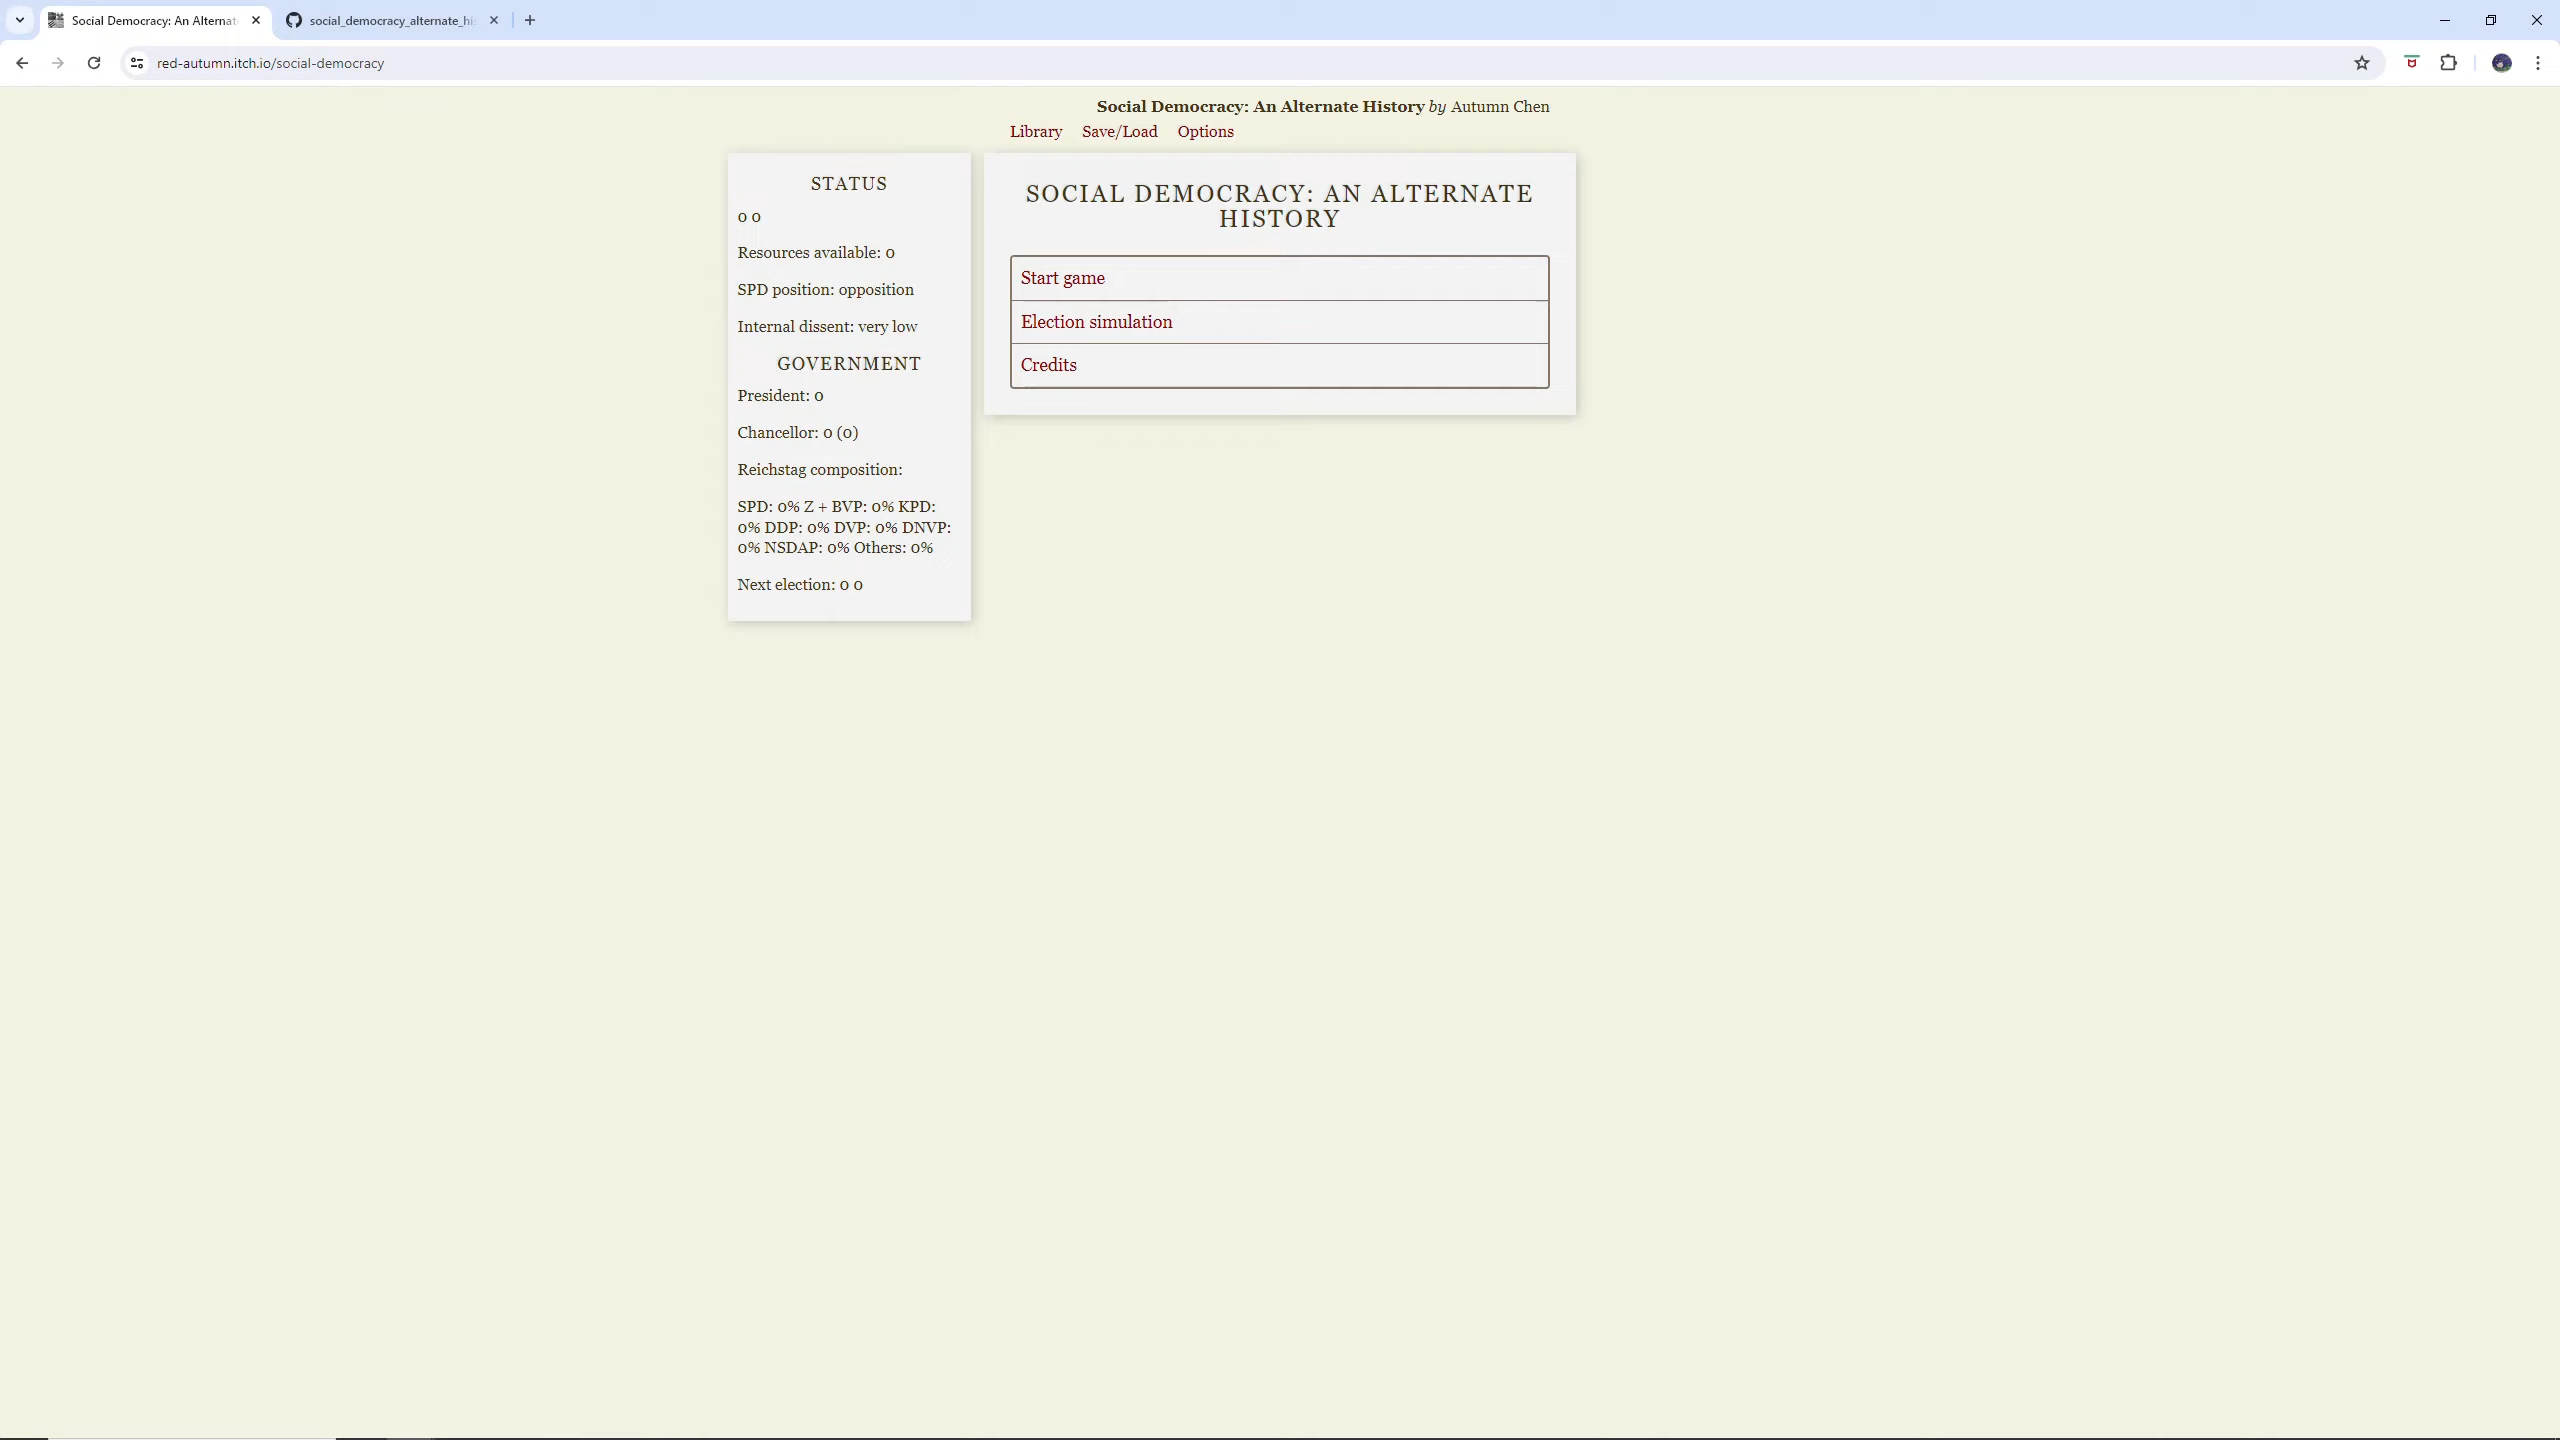 Social Democracy: An Alternat
social_democracy_alternate_hi
red-autumn.itch.io/social-democracy
Social Democracy: An Alternate History by Autumn Chen
Library Save/Load Options
STATUS
0 0
Resources available: 0
SPD position: opposition
Internal dissent: very low
GOVERNMENT
President: 0
Chancellor: 0 (0)
Reichstag composition:
SPD: 0% Z + BVP: 0% KPD:
0% DDP: 0% DVP: 0% DNVP:
0% NSDAP: 0% Others: 0%
Next election: 0 0
SOCIAL DEMOCRACY: AN ALTERNATE
HISTORY
Start game
Election simulation
Credits